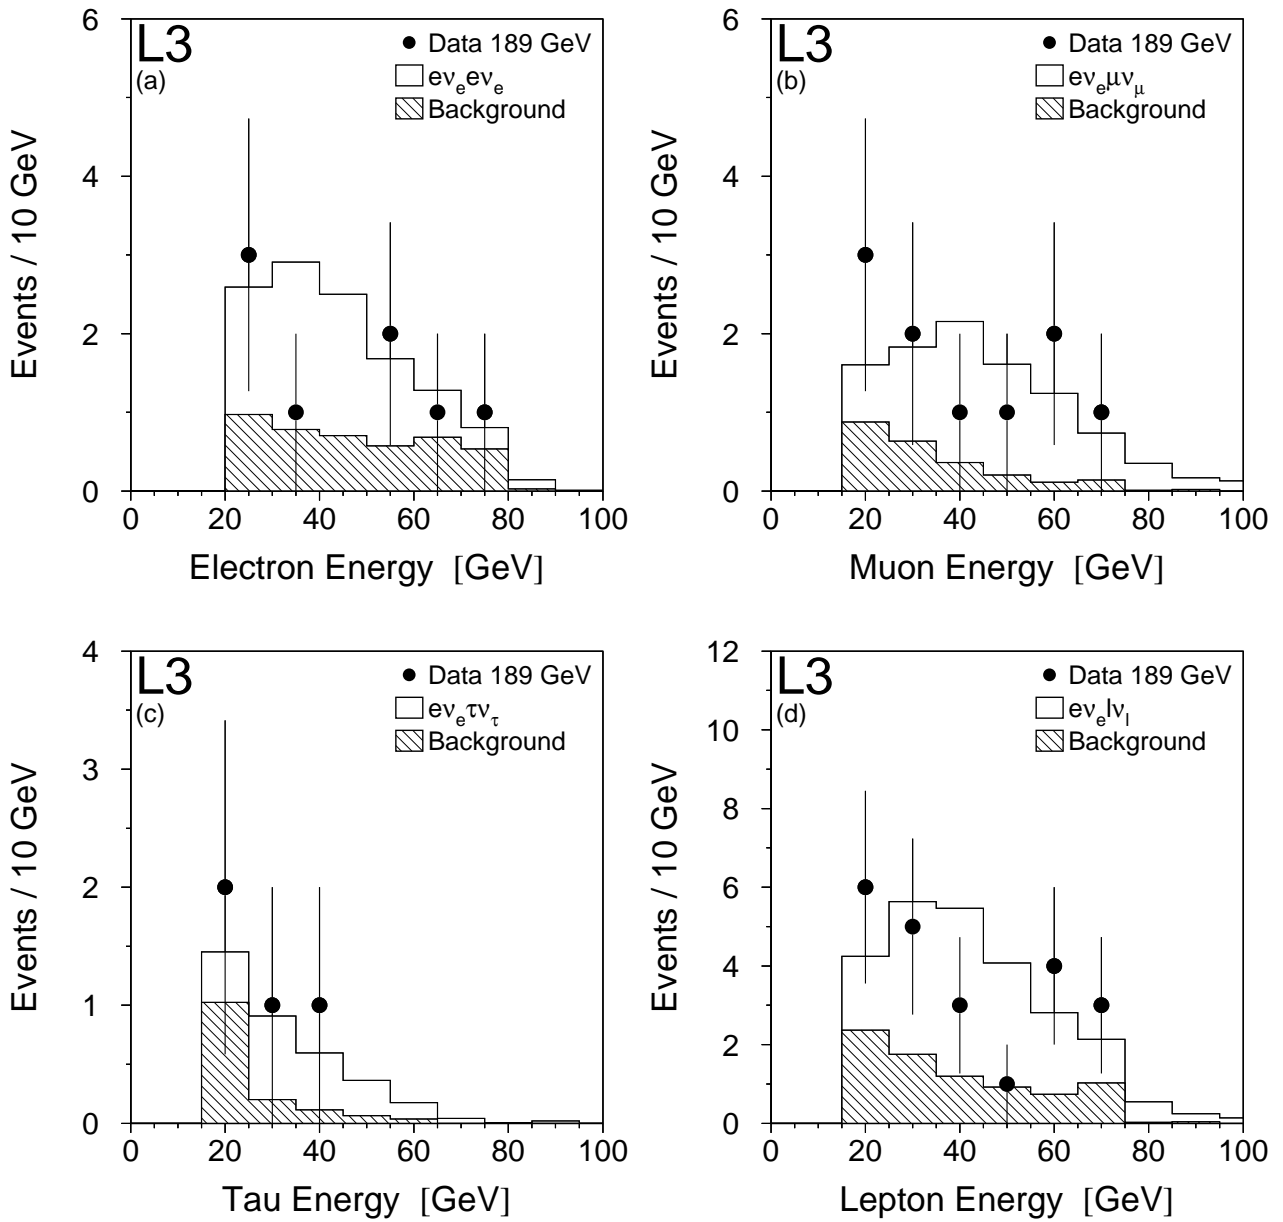 L3
(a)
Data 189 GeV
eνₑeνₑ
Background
Events / 10 GeV
6
4
2
0
0 20 40 60 80 100
Electron Energy [GeV]
L3
(b)
Data 189 GeV
eνₑμν_μ
Background
Events / 10 GeV
6
4
2
0
0 20 40 60 80 100
Muon Energy [GeV]
L3
(c)
Data 189 GeV
eνₑτν_τ
Background
Events / 10 GeV
4
3
2
1
0
0 20 40 60 80 100
Tau Energy [GeV]
L3
(d)
Data 189 GeV
eνₑlν_l
Background
Events / 10 GeV
12
10
8
6
4
2
0
0 20 40 60 80 100
Lepton Energy [GeV]